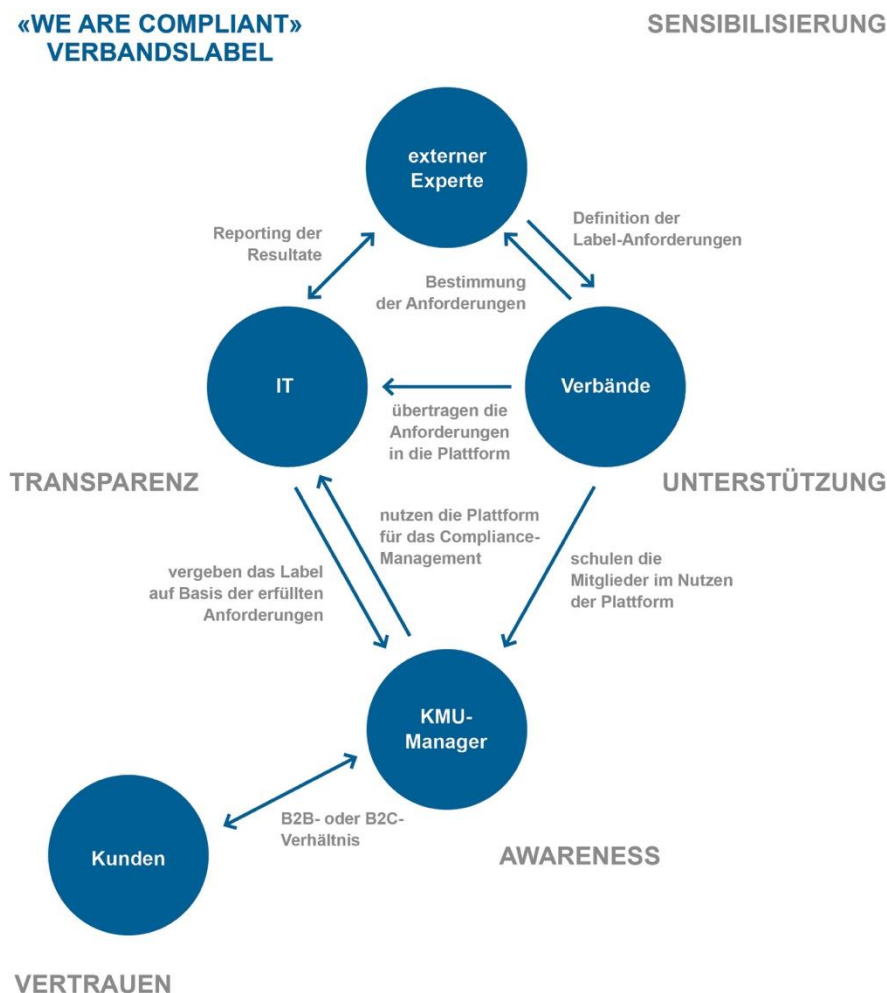 «WE ARE COMPLIANT»
VERBANDSLABEL
SENSIBILISIERUNG
externer
Experte
Reporting der
Resultate
Definition der
Label-Anforderungen
Bestimmung
der Anforderungen
IT
Verbände
übertragen die
Anforderungen
in die Plattform
TRANSPARENZ
UNTERSTÜTZUNG
nutzen die Plattform
für das Compliance-
Management
vergeben das Label
auf Basis der erfüllten
Anforderungen
schulen die
Mitglieder im Nutzen
der Plattform
KMU-
Manager
B2B- oder B2C-
Verhältnis
Kunden
AWARENESS
VERTRAUEN